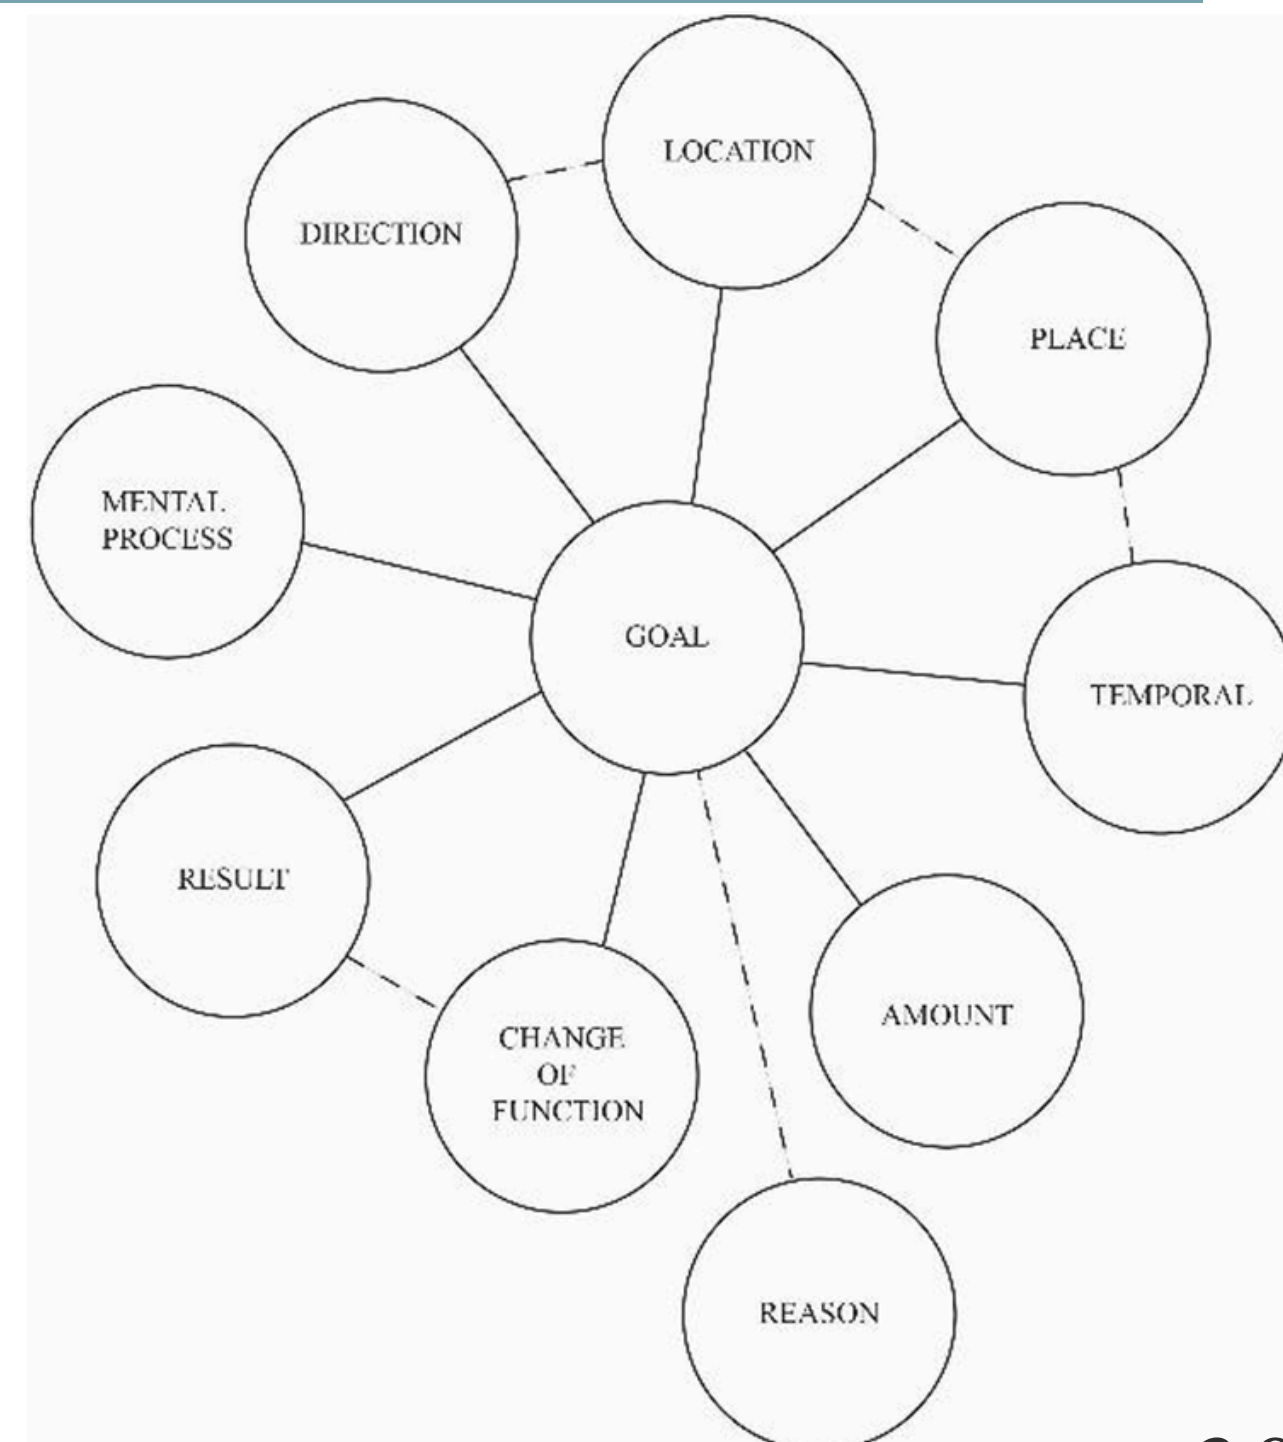 LOCATION
DIRECTION
PLACE
MENTAL
PROCESS
GOAL
TEMPORAL
RESULT
CHANGE
OF
FUNCTION
AMOUNT
REASON